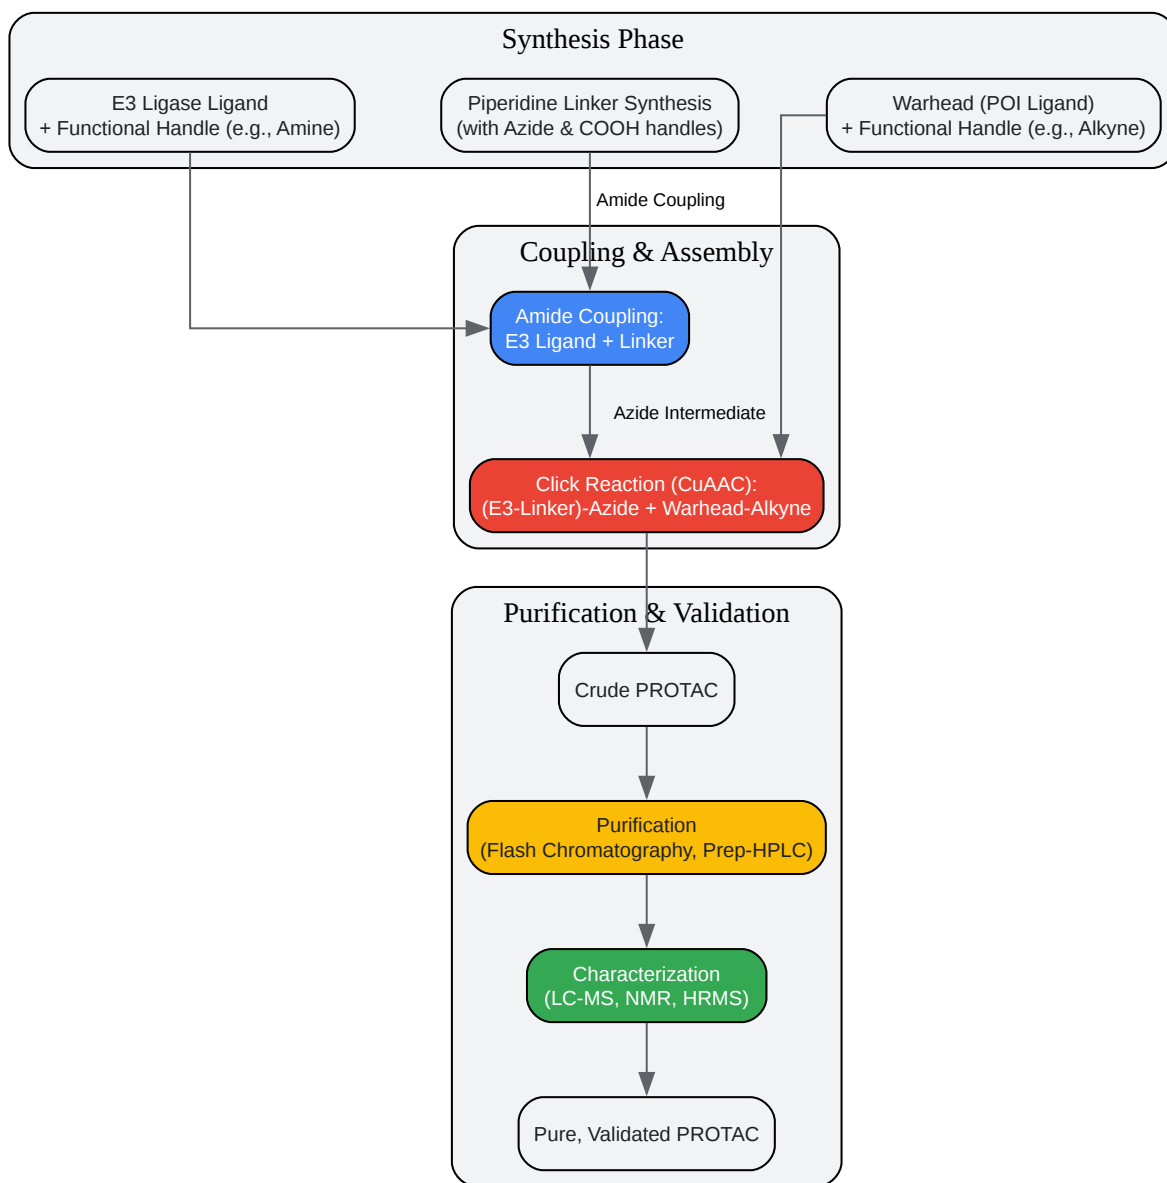 Synthesis Phase
E3 Ligase Ligand
+ Functional Handle (e.g., Amine)
Piperidine Linker Synthesis
(with Azide & COOH handles)
Warhead (POI Ligand)
+ Functional Handle (e.g., Alkyne)
Amide Coupling
Coupling & Assembly
Amide Coupling:
E3 Ligand + Linker
Azide Intermediate
Click Reaction (CuAAC):
(E3-Linker)-Azide + Warhead-Alkyne
Purification & Validation
Crude PROTAC
Purification
(Flash Chromatography, Prep-HPLC)
Characterization
(LC-MS, NMR, HRMS)
Pure, Validated PROTAC